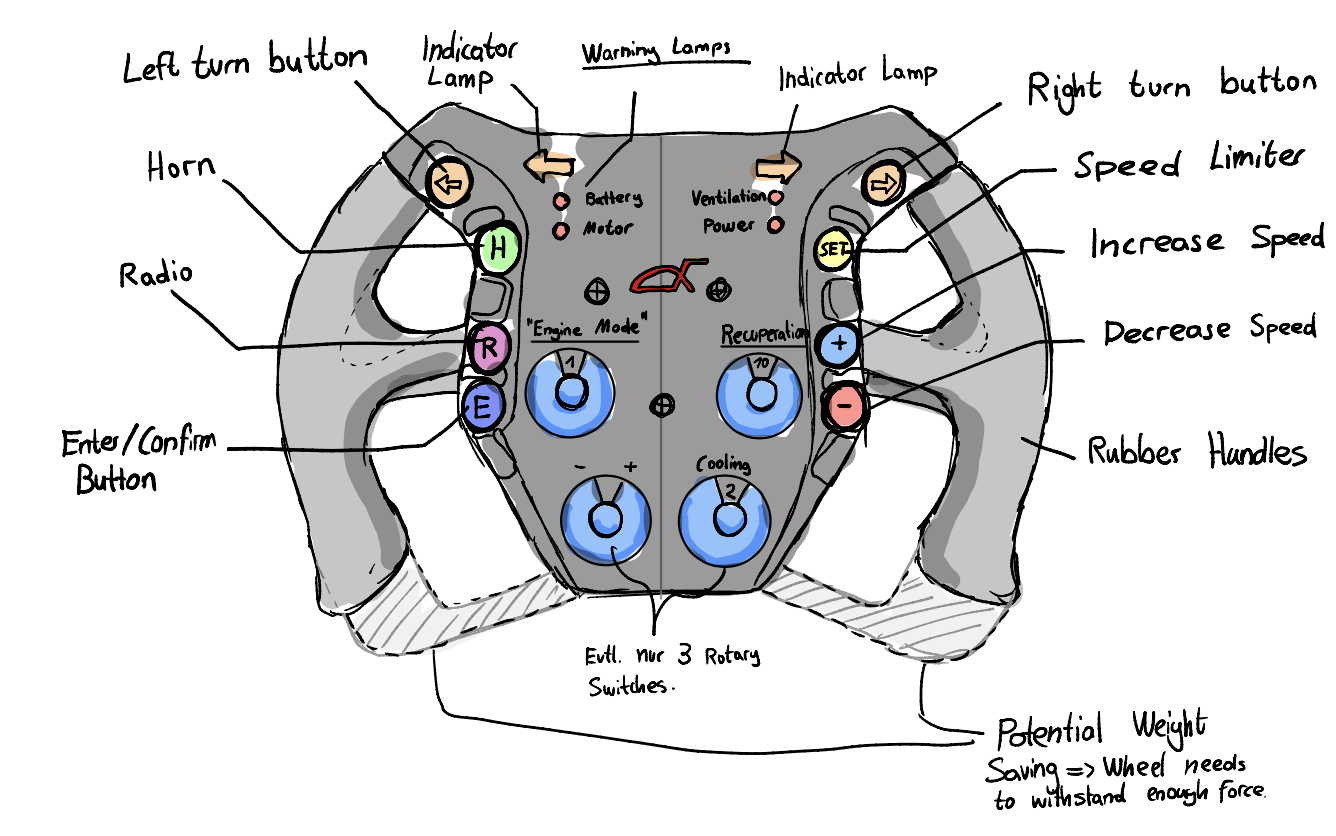 Left turn button
Indicator
Lamp
Warning Lamps
Indicator Lamp
Right turn button
Horn
Speed Limiter
Battery
Motor
Ventilation
Power
H
SET
Increase Speed
Radio
"Engine Mode"
Recuperation
Decrease Speed
R
1
10
+
E
-
Enter/Confirm
Button
Rubber Handles
- +
Cooling
2
Evtl. nur 3 Rotary
Switches.
Potential Weight
Saving => Wheel needs
to withstand enough force.